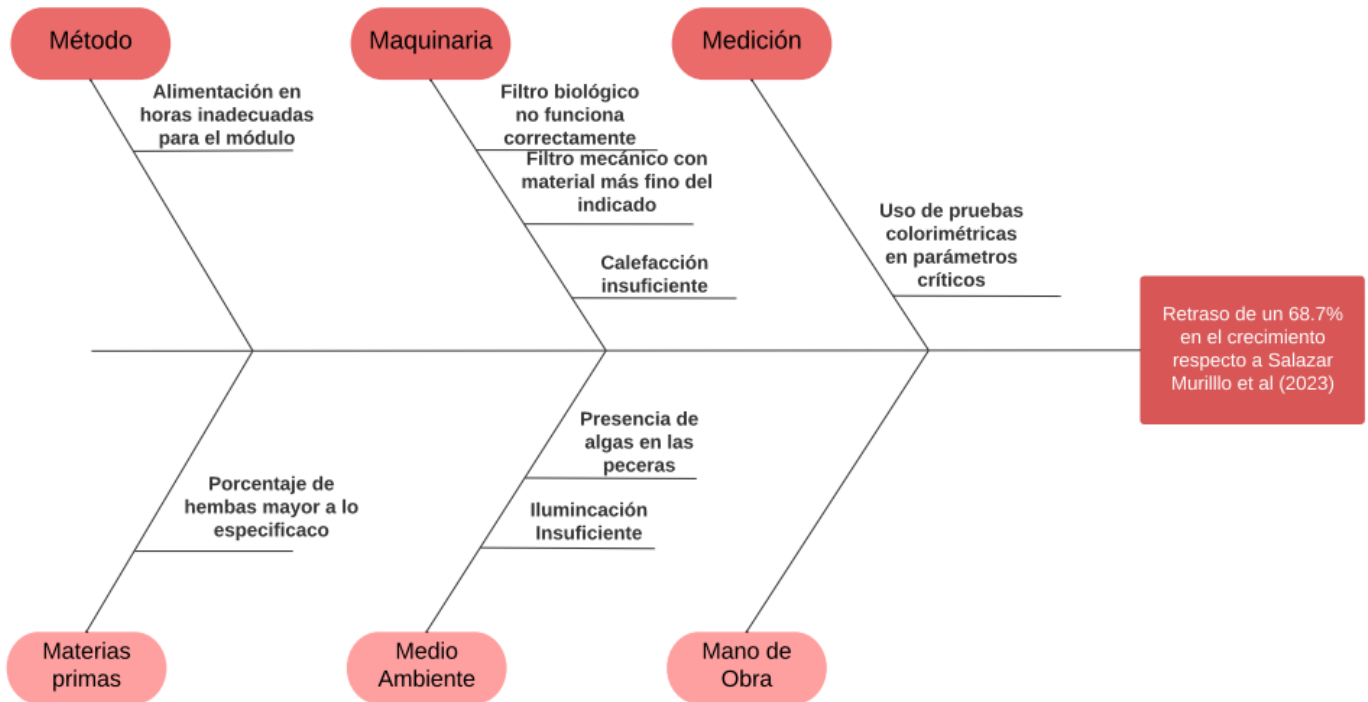 Método
Maquinaria
Medición
Alimentación en
horas inadecuadas
para el módulo
Filtro biológico
no funciona
correctamente
Filtro mecánico con
material más fino del
indicado
Calefacción
insuficiente
Uso de pruebas
colorimétricas
en parámetros
críticos
Retraso de un 68.7%
en el crecimiento
respecto a Salazar
Murilllo et al (2023)
Porcentaje de
hembas mayor a lo
especificaco
Presencia de
algas en las
peceras
Ilumincación
Insuficiente
Materias
primas
Medio
Ambiente
Mano de
Obra